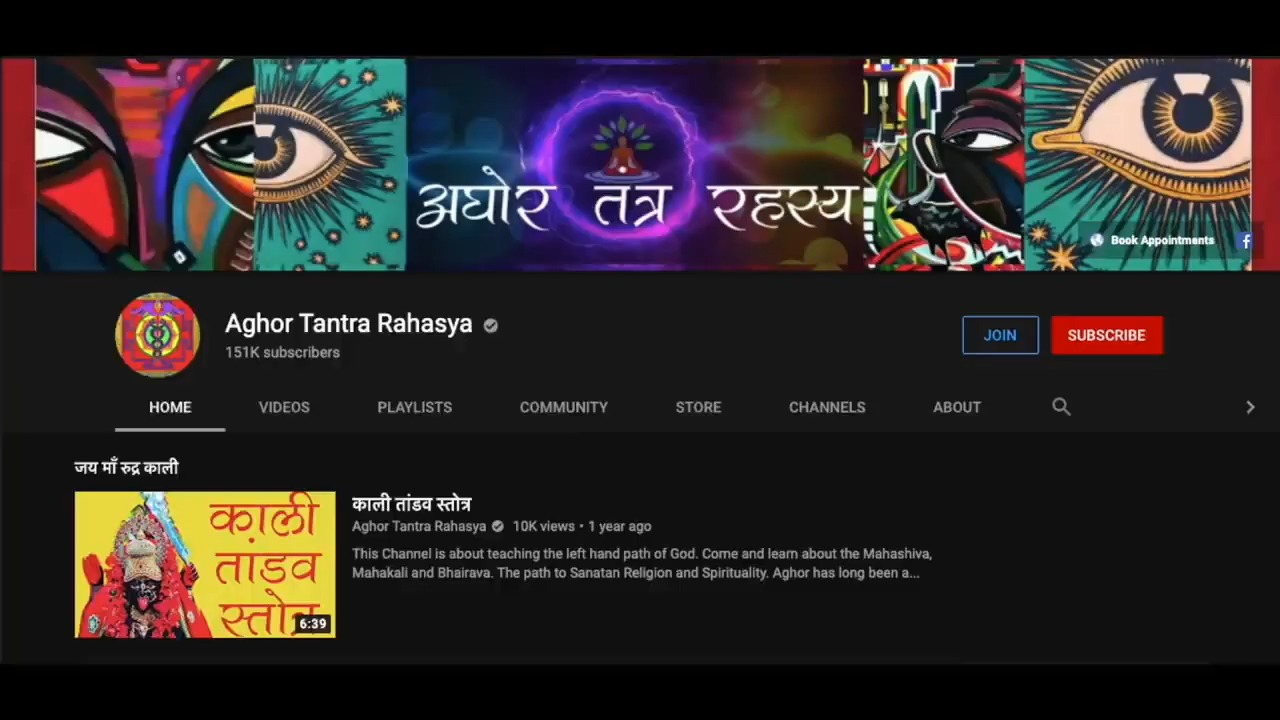 अघोर तत्र रहस्य
Book Appointments
Aghor Tantra Rahasya
151K subscribers
JOIN
SUBSCRIBE
HOME
VIDEOS
PLAYLISTS
COMMUNITY
STORE
CHANNELS
ABOUT
जय माँ रुद्र काली
काली
तांडव
स्तोत्र
6:39
काली तांडव स्तोत्र
Aghor Tantra Rahasya 10K views • 1 year ago
This Channel is about teaching the left hand path of God. Come and learn about the Mahashiva,
Mahakali and Bhairava. The path to Sanatan Religion and Spirituality. Aghor has long been a...